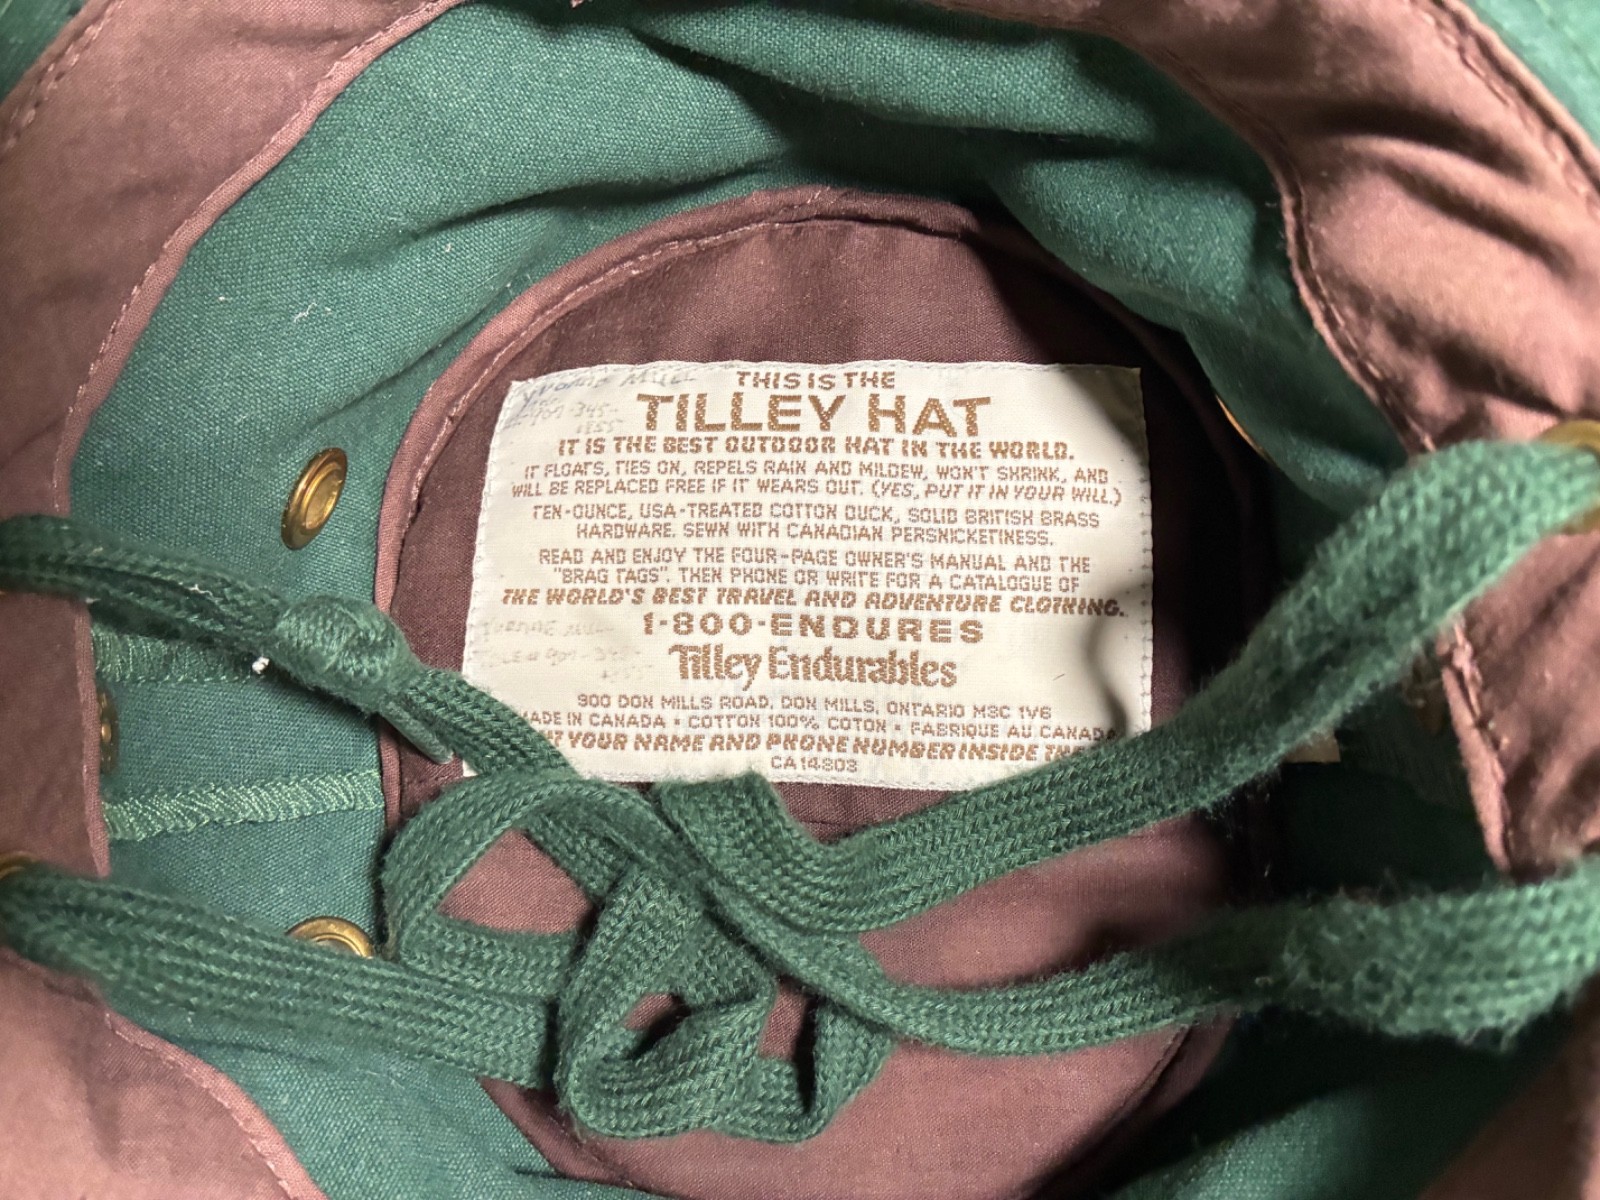 THIS IS THE
TILLEY HAT
IT IS THE BEST OUTDOOR HAT IN THE WORLD.
IT FLOATS, TIES ON, REPELS RAIN AND MILDEW, WON'T SHRINK, AND
WILL BE REPLACED FREE IF IT WEARS OUT. (YES, PUT IT IN YOUR WILL.)
TEN-OUNCE, USA-TREATED COTTON DUCK, SOLID BRITISH BRASS
HARDWARE. SEWN WITH CANADIAN PERSNICKETINESS.
READ AND ENJOY THE FOUR-PAGE OWNER'S MANUAL AND THE
"BRAG TAGS". THEN PHONE OR WRITE FOR A CATALOGUE OF
THE WORLD'S BEST TRAVEL AND ADVENTURE CLOTHING.
1-800-ENDURES
Tilley Endurables
900 DON MILLS ROAD, DON MILLS, ONTARIO M3C 1V6
MADE IN CANADA • COTTON 100% COTON • FABRIQUE AU CANADA
YOUR NAME AND PHONE NUMBER INSIDE
CA14803